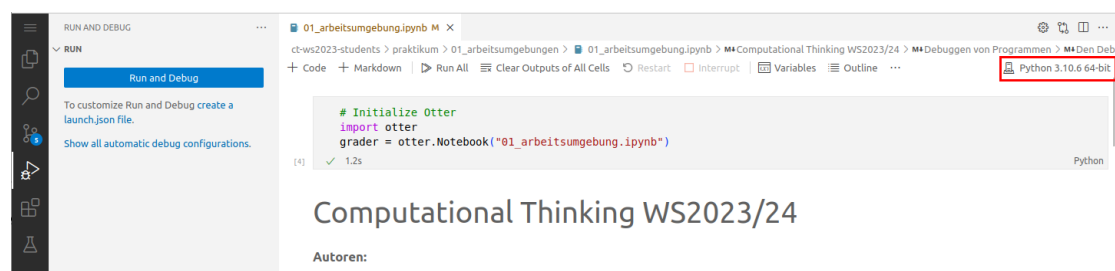 RUN AND DEBUG ···
RUN
Run and Debug
To customize Run and Debug create a
launch.json file.
Show all automatic debug configurations.
5
01_arbeitsumgebung.ipynb M ×
ct-ws2023-students > praktikum > 01_arbeitsumgebungen > 01_arbeitsumgebung.ipynb > M↓Computational Thinking WS2023/24 > M↓Debuggen von Programmen > M↓Den Deb
+ Code + Markdown | Run All Clear Outputs of All Cells Restart Interrupt | Variables Outline ··· Python 3.10.6 64-bit
# Initialize Otter
import otter
grader = otter.Notebook("01_arbeitsumgebung.ipynb")
[4] ✓ 1.2s Python
Computational Thinking WS2023/24
Autoren: